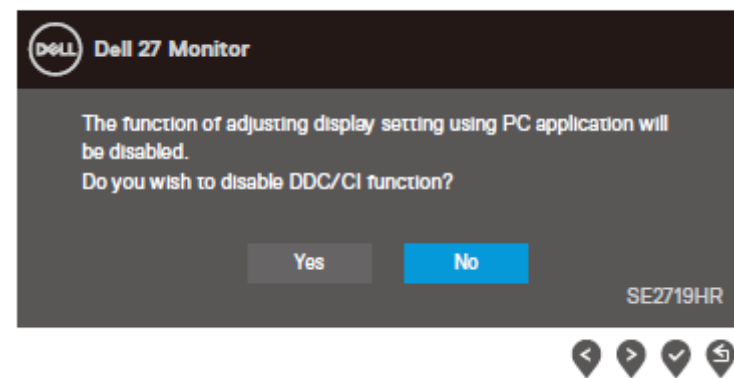 DELL Dell 27 Monitor
The function of adjusting display setting using PC application will
be disabled.
Do you wish to disable DDC/CI function?
Yes No
SE2719HR